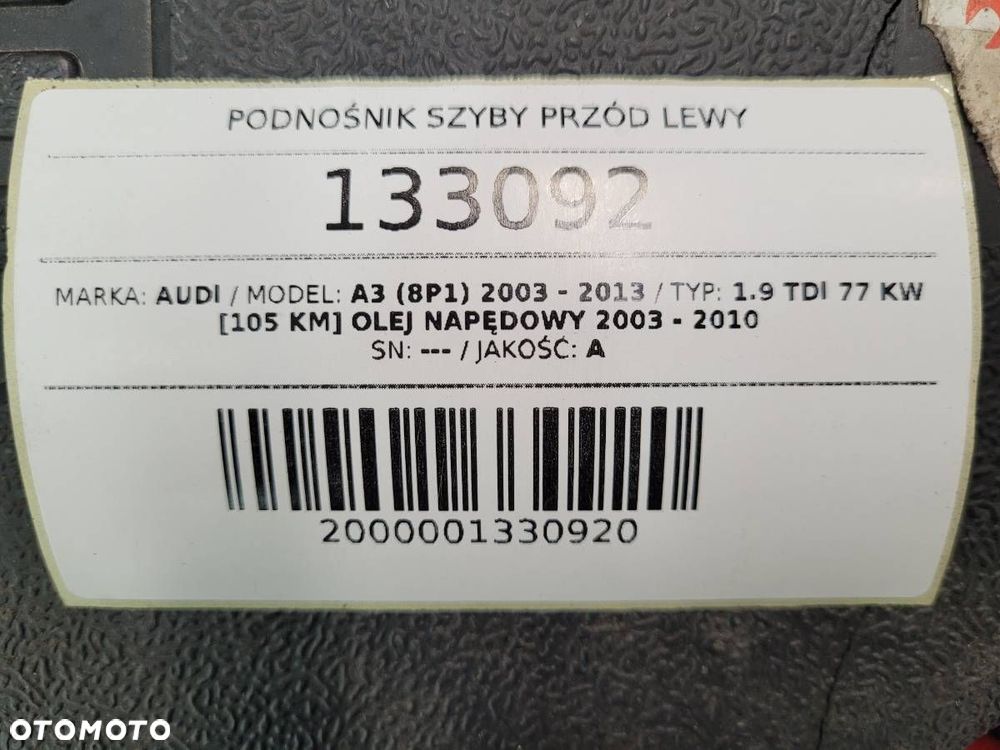 PODNOŚNIK SZYBY PRZÓD LEWY
133092
MARKA: AUDI / MODEL: A3 (8P1) 2003 - 2013 / TYP: 1.9 TDI 77 KW
[105 KM] OLEJ NAPĘDOWY 2003 - 2010
SN: --- / JAKOŚĆ: A
2000001330920
OTOMOTO